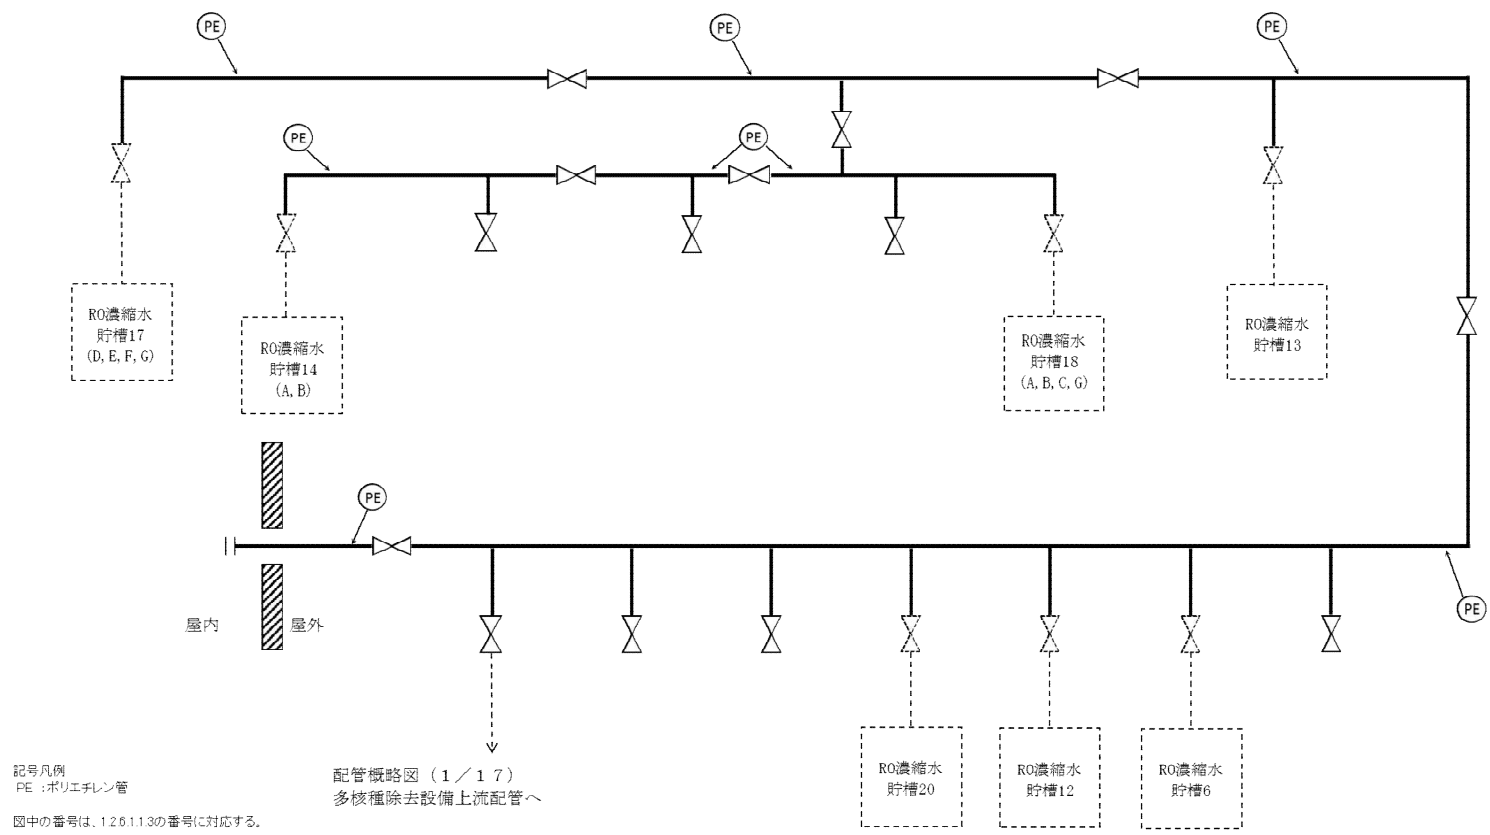 PE
PE
PE
PE
PE
RO濃縮水
貯槽17
(D, E, F, G)
RO濃縮水
貯槽14
(A, B)
RO濃縮水
貯槽18
(A, B, C, G)
RO濃縮水
貯槽13
PE
PE
屋内
屋外
RO濃縮水
貯槽20
RO濃縮水
貯槽12
RO濃縮水
貯槽6
配管概略図（１／１７）
多核種除去設備上流配管へ
記号凡例
PE ：ポリエチレン管
図中の番号は、1.2.6.1.1.3の番号に対応する。